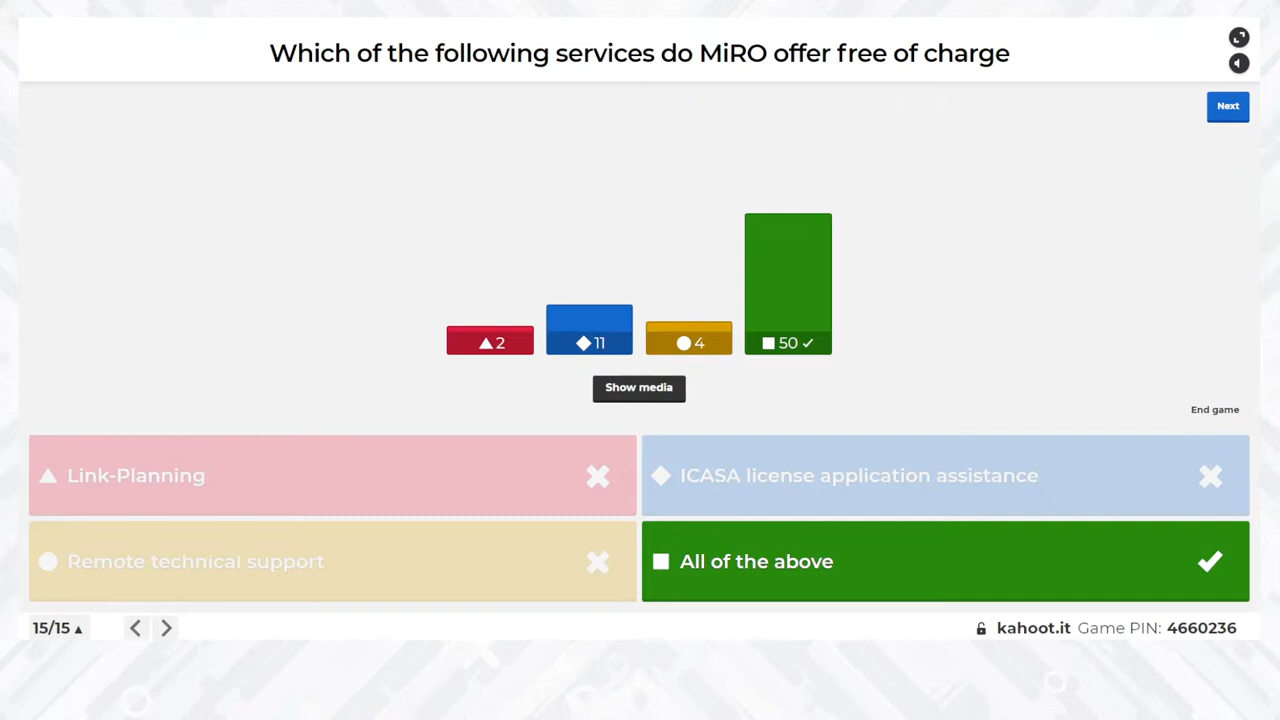 Which of the following services do MiRO offer free of charge
Next
2
11
4
50
Show media
End game
Link-Planning
ICASA license application assistance
Remote technical support
All of the above
15/15
kahoot.it Game PIN: 4660236